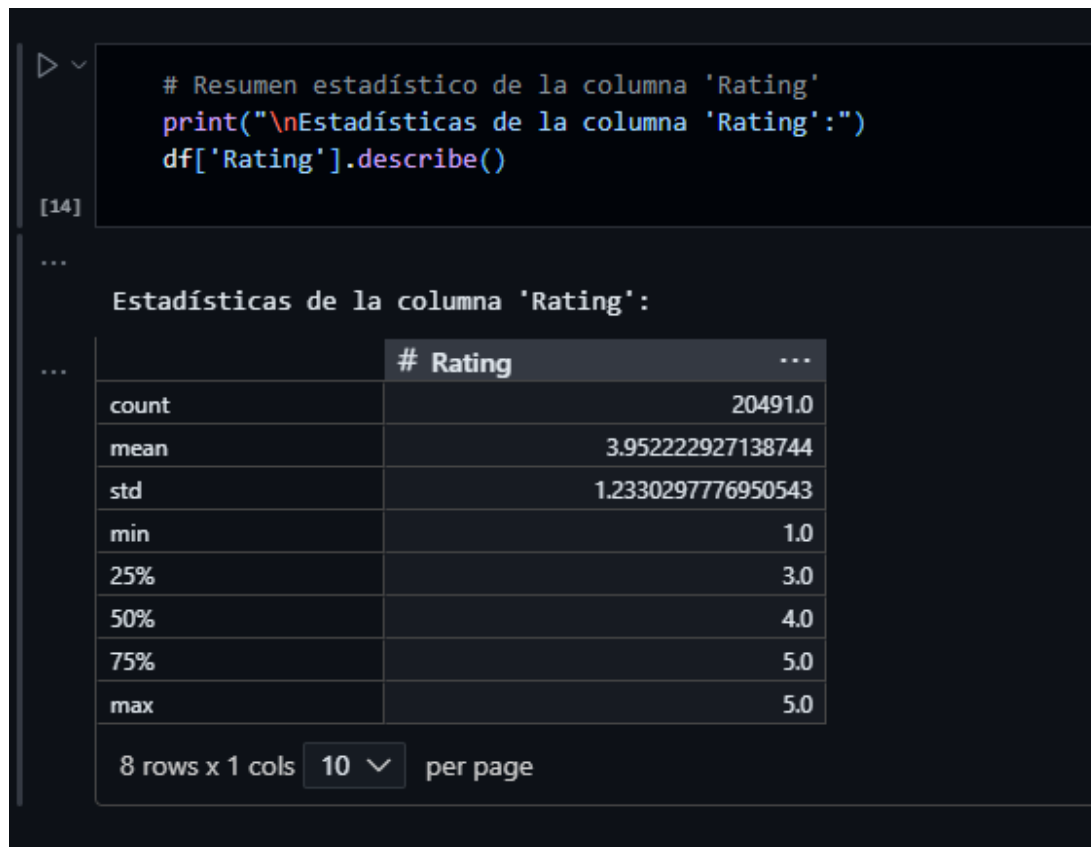 # Resumen estadístico de la columna 'Rating'
print("\nEstadísticas de la columna 'Rating':")
df['Rating'].describe()
[14]
...
Estadísticas de la columna 'Rating':
...
# Rating ...
count 20491.0
mean 3.952222927138744
std 1.2330297776950543
min 1.0
25% 3.0
50% 4.0
75% 5.0
max 5.0
8 rows x 1 cols 10 per page